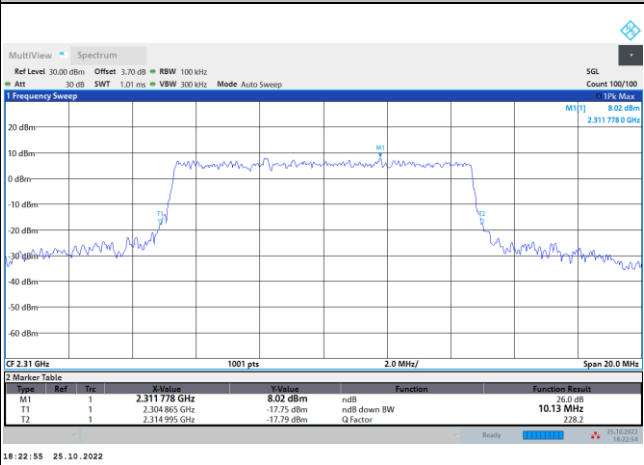 MultiView Spectrum
Ref Level 30.00 dBm Offset 3.70 dB RBW 100 kHz SGL
Att 30 dB SWT 1.01 ms VBW 300 kHz Mode Auto Sweep Count 100/100
1 Frequency Sweep 1Pk Max
M1[1] 8.02 dBm
2.311 778 0 GHz
20 dBm
M1
10 dBm
0 dBm
-10 dBm
T1 T2
-20 dBm
-30 dBm
-40 dBm
-50 dBm
-60 dBm
CF 2.31 GHz 1001 pts 2.0 MHz/ Span 20.0 MHz
2 Marker Table
Type Ref Trc X-Value Y-Value Function Function Result
M1 1 2.311 778 GHz 8.02 dBm ndB 26.0 dB
T1 1 2.304 865 GHz -17.75 dBm ndB down BW 10.13 MHz
T2 1 2.314 995 GHz -17.79 dBm Q Factor 228.2
Ready 25.10.2022
18:22:54
18:22:55 25.10.2022